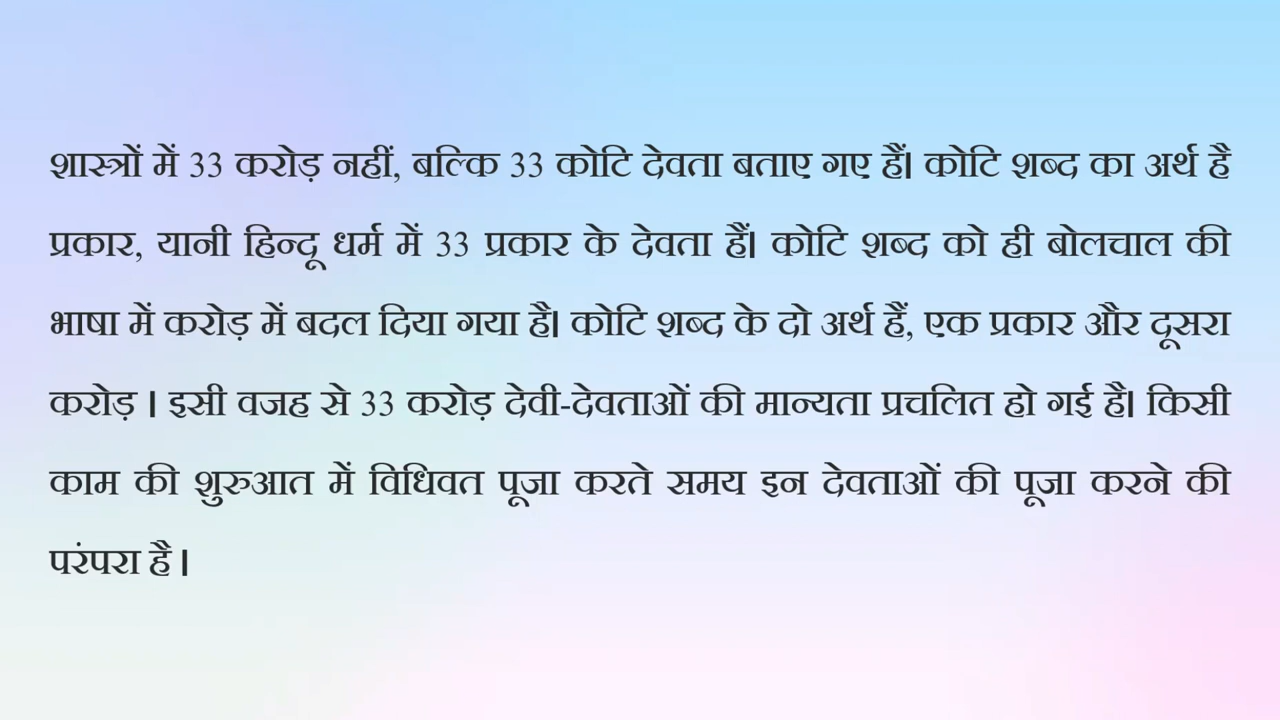 शास्त्रों में 33 करोड़ नहीं, बल्कि 33 कोटि देवता बताए गए हैं। कोटि शब्द का अर्थ है
प्रकार, यानी हिन्दू धर्म में 33 प्रकार के देवता हैं। कोटि शब्द को ही बोलचाल की
भाषा में करोड़ में बदल दिया गया है। कोटि शब्द के दो अर्थ हैं, एक प्रकार और दूसरा
करोड़ । इसी वजह से 33 करोड़ देवी-देवताओं की मान्यता प्रचलित हो गई है। किसी
काम की शुरुआत में विधिवत पूजा करते समय इन देवताओं की पूजा करने की
परंपरा है ।